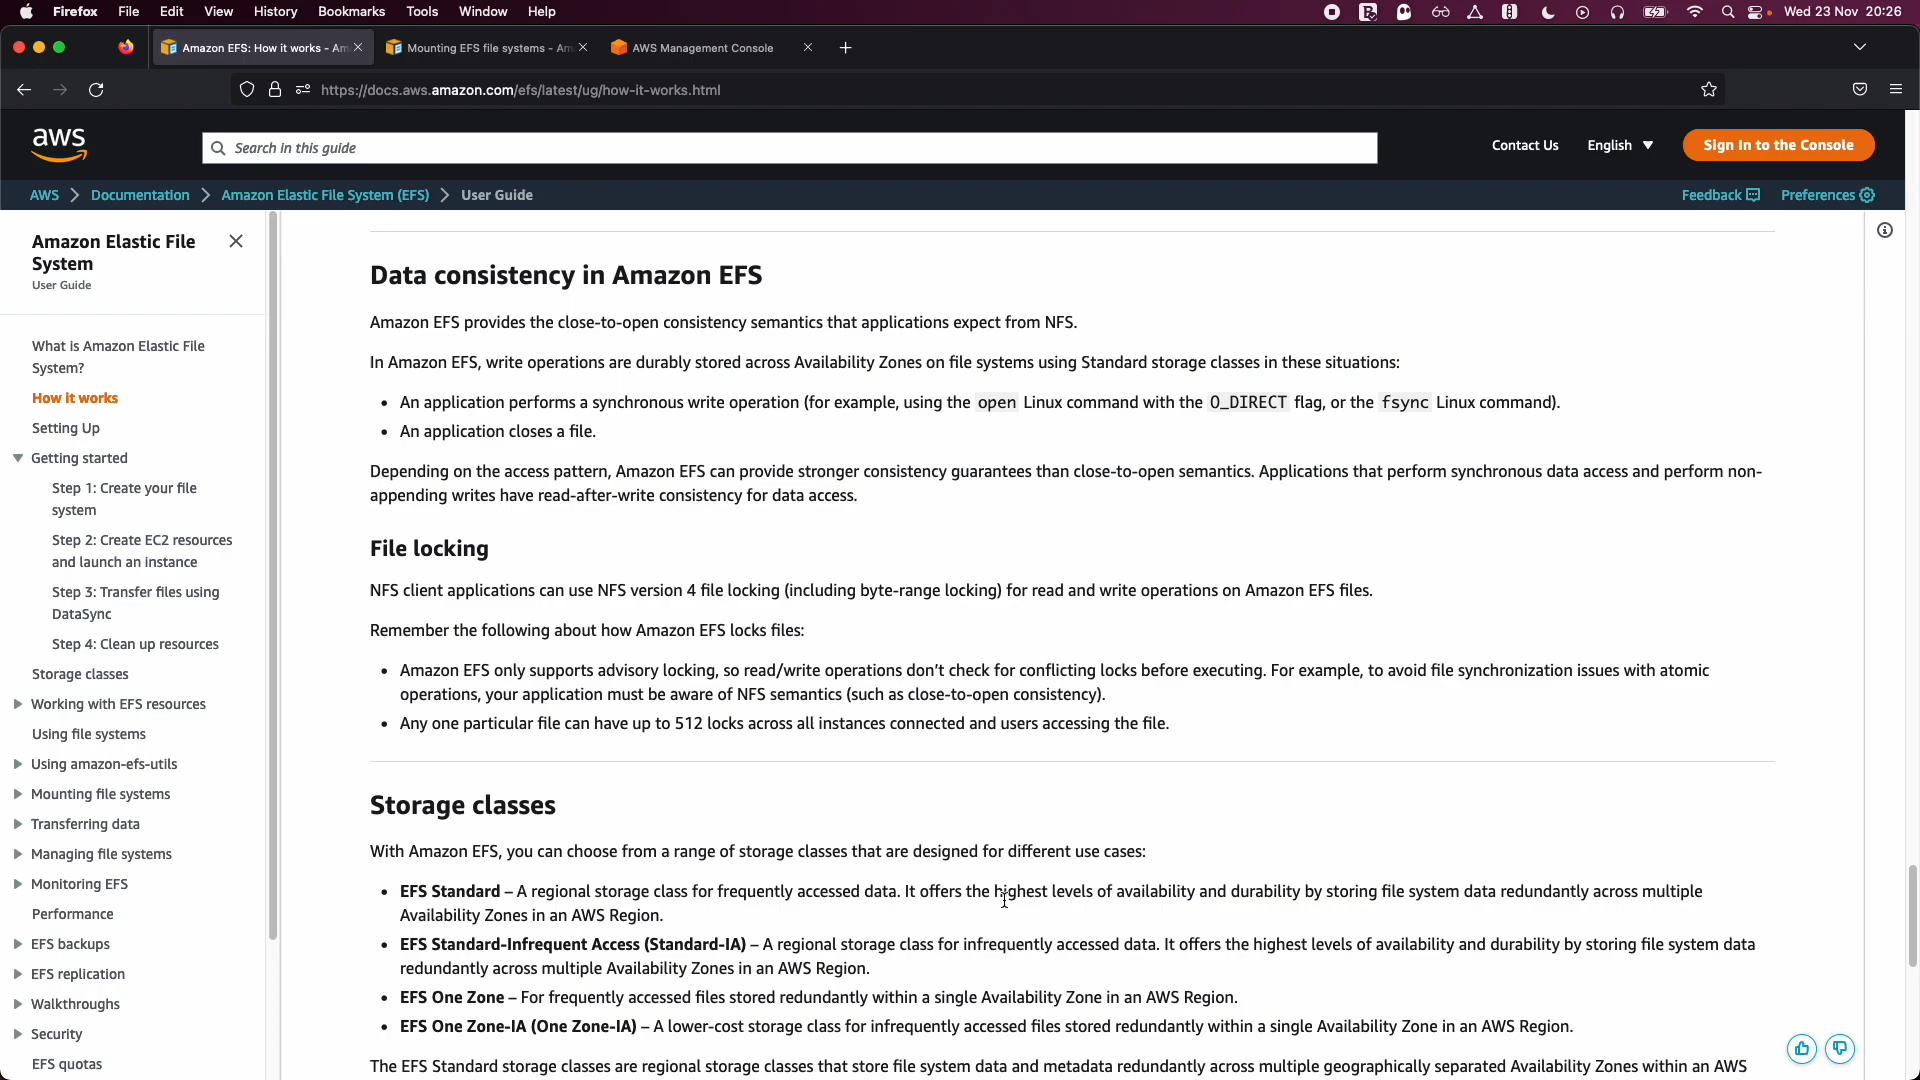 Firefox File Edit View History Bookmarks Tools Window Help Wed 23 Nov 20:26
Amazon EFS: How it works - Am Mounting EFS file systems - Am AWS Management Console
https://docs.aws.amazon.com/efs/latest/ug/how-it-works.html
aws Search in this guide Contact Us English Sign In to the Console
AWS Documentation Amazon Elastic File System (EFS) User Guide Feedback Preferences
Amazon Elastic File
System
User Guide
What is Amazon Elastic File
System?
How it works
Setting Up
Getting started
Step 1: Create your file
system
Step 2: Create EC2 resources
and launch an instance
Step 3: Transfer files using
DataSync
Step 4: Clean up resources
Storage classes
Working with EFS resources
Using file systems
Using amazon-efs-utils
Mounting file systems
Transferring data
Managing file systems
Monitoring EFS
Performance
EFS backups
EFS replication
Walkthroughs
Security
EFS quotas
Data consistency in Amazon EFS
Amazon EFS provides the close-to-open consistency semantics that applications expect from NFS.
In Amazon EFS, write operations are durably stored across Availability Zones on file systems using Standard storage classes in these situations:
• An application performs a synchronous write operation (for example, using the open Linux command with the O_DIRECT flag, or the fsync Linux command).
• An application closes a file.
Depending on the access pattern, Amazon EFS can provide stronger consistency guarantees than close-to-open semantics. Applications that perform synchronous data access and perform non-
appending writes have read-after-write consistency for data access.
File locking
NFS client applications can use NFS version 4 file locking (including byte-range locking) for read and write operations on Amazon EFS files.
Remember the following about how Amazon EFS locks files:
• Amazon EFS only supports advisory locking, so read/write operations don't check for conflicting locks before executing. For example, to avoid file synchronization issues with atomic
operations, your application must be aware of NFS semantics (such as close-to-open consistency).
• Any one particular file can have up to 512 locks across all instances connected and users accessing the file.
Storage classes
With Amazon EFS, you can choose from a range of storage classes that are designed for different use cases:
• EFS Standard – A regional storage class for frequently accessed data. It offers the highest levels of availability and durability by storing file system data redundantly across multiple
Availability Zones in an AWS Region.
• EFS Standard-Infrequent Access (Standard-IA) – A regional storage class for infrequently accessed data. It offers the highest levels of availability and durability by storing file system data
redundantly across multiple Availability Zones in an AWS Region.
• EFS One Zone – For frequently accessed files stored redundantly within a single Availability Zone in an AWS Region.
• EFS One Zone-IA (One Zone-IA) – A lower-cost storage class for infrequently accessed files stored redundantly within a single Availability Zone in an AWS Region.
The EFS Standard storage classes are regional storage classes that store file system data and metadata redundantly across multiple geographically separated Availability Zones within an AWS